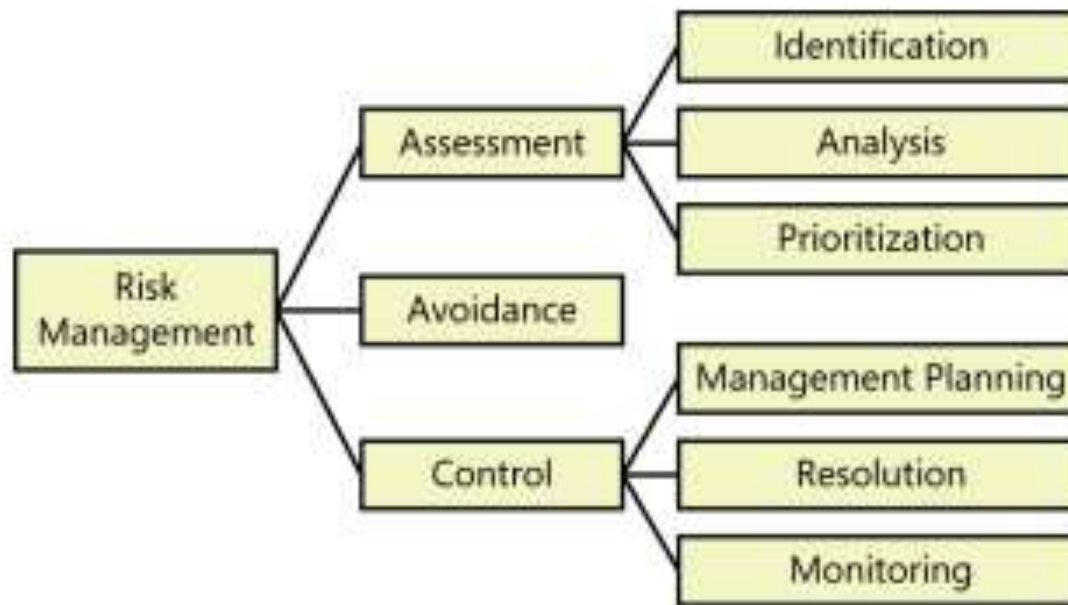 Risk
Management
Assessment
Avoidance
Control
Identification
Analysis
Prioritization
Management Planning
Resolution
Monitoring